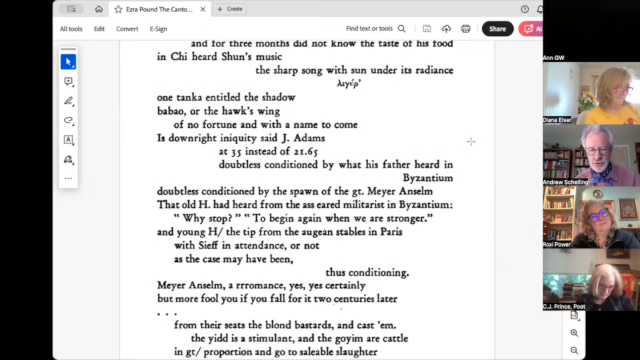 Ezra Pound The Canto...
+ Create
All tools
Edit
Convert
E-Sign
Find text or tools
Share
AI
and for three months did not know the taste of his food
in Chi heard Shun's music
the sharp song with sun under its radiance
λιγύρ'
one tanka entitled the shadow
babao, or the hawk's wing
of no fortune and with a name to come
Is downright iniquity said J. Adams
at 35 instead of 21.65
doubtless conditioned by what his father heard in
Byzantium
doubtless conditioned by the spawn of the gt. Meyer Anselm
That old H. had heard from the ass eared militarist in Byzantium:
“ Why stop? ” “ To begin again when we are stronger.”
and young H/ the tip from the augean stables in Paris
with Sieff in attendance, or not
as the case may have been,
thus conditioning.
Meyer Anselm, a rrromance, yes, yes certainly
but more fool you if you fall for it two centuries later
. . .
from their seats the blond bastards, and cast 'em.
the yidd is a stimulant, and the goyim are cattle
in gt/ proportion and go to saleable slaughter
Ann GW
Diana Elser
Andrew Schelling
Roxi Power
C.J. Prince, Post